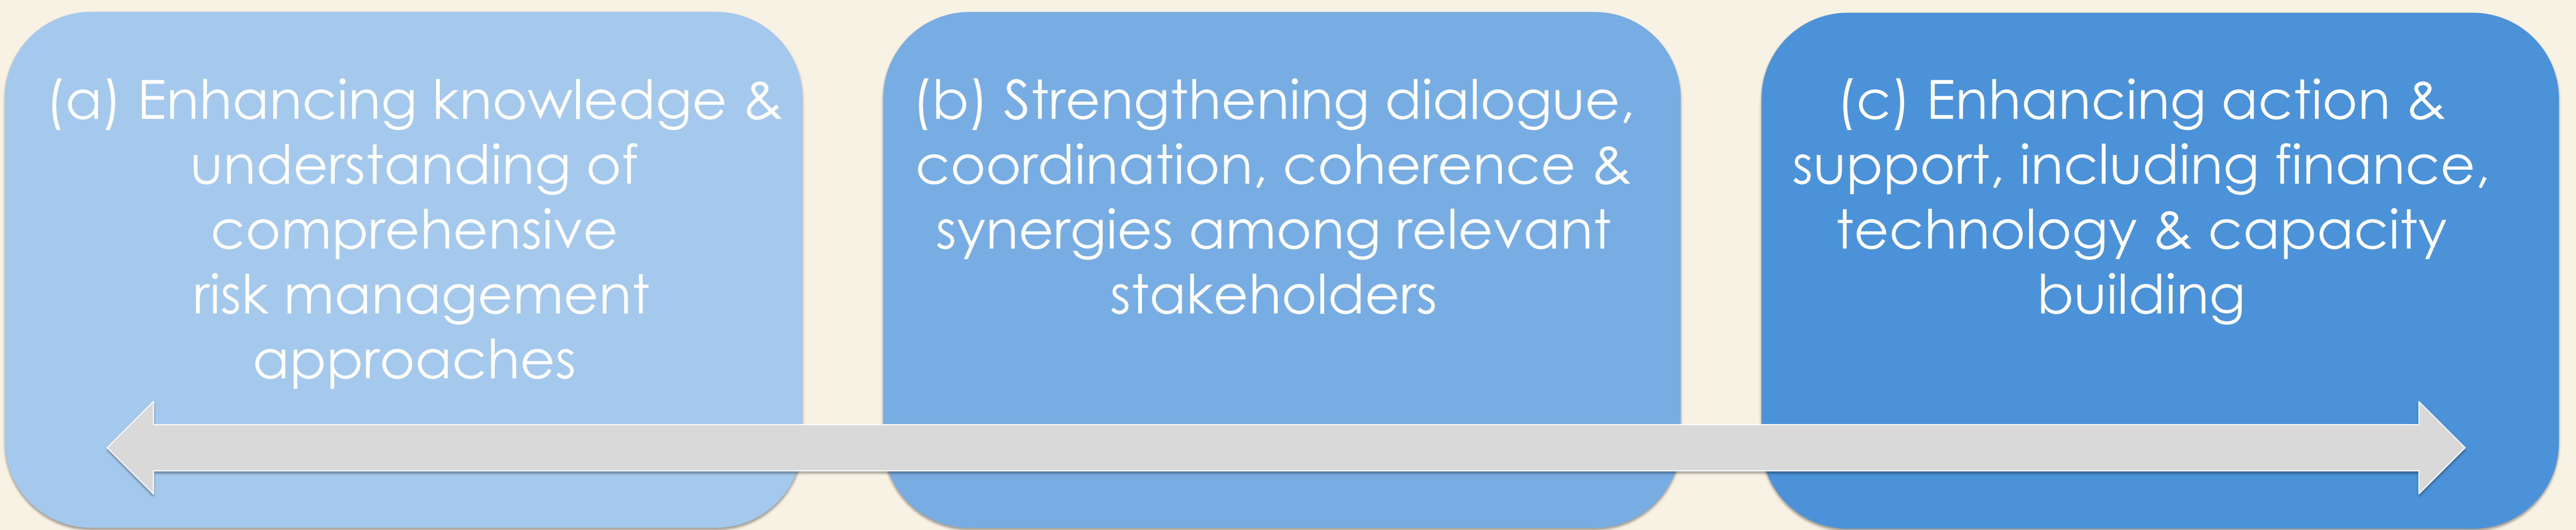 (a) Enhancing knowledge &
understanding of
comprehensive
risk management
approaches
(b) Strengthening dialogue,
coordination, coherence &
synergies among relevant
stakeholders
(c) Enhancing action &
support, including finance,
technology & capacity
building